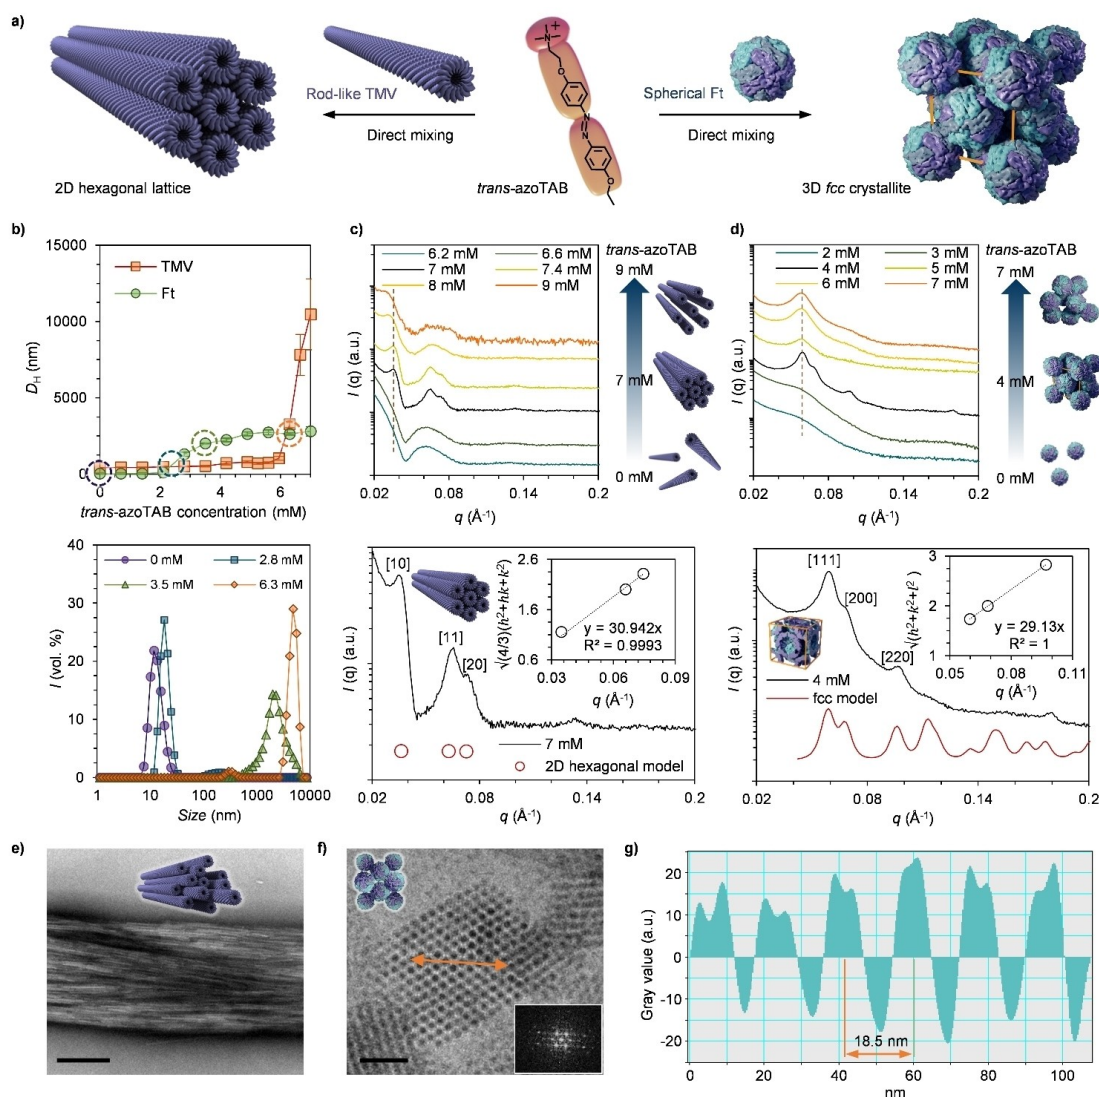 a)
Rod-like TMV
Direct mixing
2D hexagonal lattice
N
+
O
N
N
O
trans-azoTAB
Spherical Ft
Direct mixing
3D fcc crystallite
b)
15000
10000
5000
0
D_H (nm)
TMV
Ft
0 2 4 6 8
trans-azoTAB concentration (mM)
40
30
20
10
0
I (vol. %)
0 mM 2.8 mM
3.5 mM 6.3 mM
1 10 100 1000 10000
Size (nm)
c)
6.2 mM 6.6 mM
7 mM 7.4 mM
8 mM 9 mM
I (q) (a.u.)
0.02 0.08 0.14 0.2
q (Å⁻¹)
trans-azoTAB
9 mM
7 mM
0 mM
[10]
[11]
[20]
I (q) (a.u.)
2.6
1.6
0.6
√(4/3)(h²+hk+k²)
y = 30.942x
R² = 0.9993
0.03 0.05 0.07 0.09
q (Å⁻¹)
7 mM
2D hexagonal model
0.02 0.08 0.14 0.2
q (Å⁻¹)
d)
2 mM 3 mM
4 mM 5 mM
6 mM 7 mM
I (q) (a.u.)
0.02 0.08 0.14 0.2
q (Å⁻¹)
trans-azoTAB
7 mM
4 mM
0 mM
[111]
[200]
[220]
I (q) (a.u.)
3
2
1
√(h²+k²+l²)
y = 29.13x
R² = 1
0.05 0.06 0.08 0.1
q (Å⁻¹)
4 mM
fcc model
0.02 0.08 0.14 0.2
q (Å⁻¹)
e)
f)
g)
20
10
0
-10
-20
Gray value (a.u.)
18.5 nm
0 20 40 60 80 100
nm